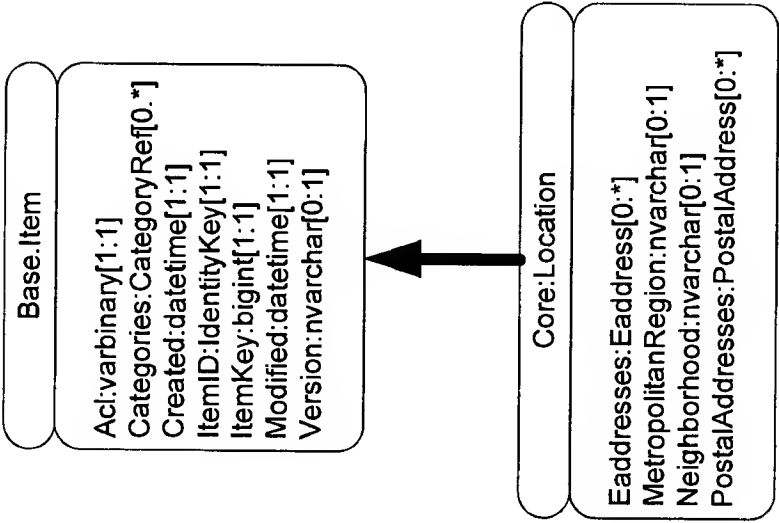 Base.Item
Acl:varbinary[1:1]
Categories:CategoryRef[0.*]
Created:datetime[1:1]
ItemID:IdentityKey[1:1]
ItemKey:bigint[1:1]
Modified:datetime[1:1]
Version:nvarchar[0:1]
Core:Location
Eaddresses:Eaddress[0:*]
MetropolitanRegion:nvarchar[0:1]
Neighborhood:nvarchar[0:1]
PostalAddresses:PostalAddress[0:*]